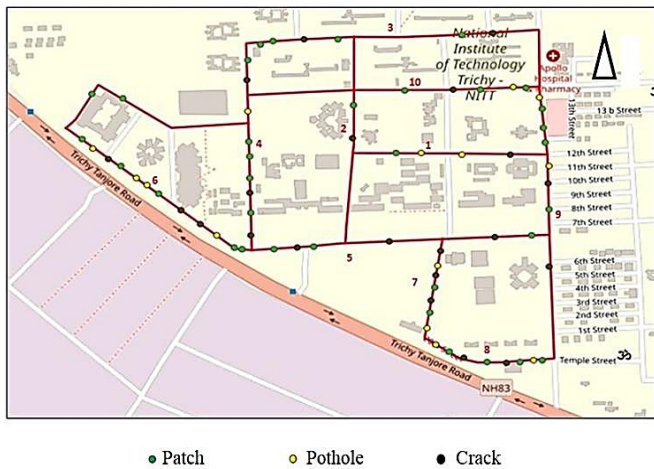 3
National
Institute
of Technology
Trichy -
NITT
Apollo
Hospital
Pharmacy
10
13th Street
13 b Street
2
4
1
12th Street
11th Street
10th Street
9th Street
8th Street
7th Street
9
6
Trichy Tanjore Road
5
7
6th Street
5th Street
4th Street
3rd Street
2nd Street
1st Street
8
Temple Street
Trichy Tanjore Road
NH83
Patch
Pothole
Crack